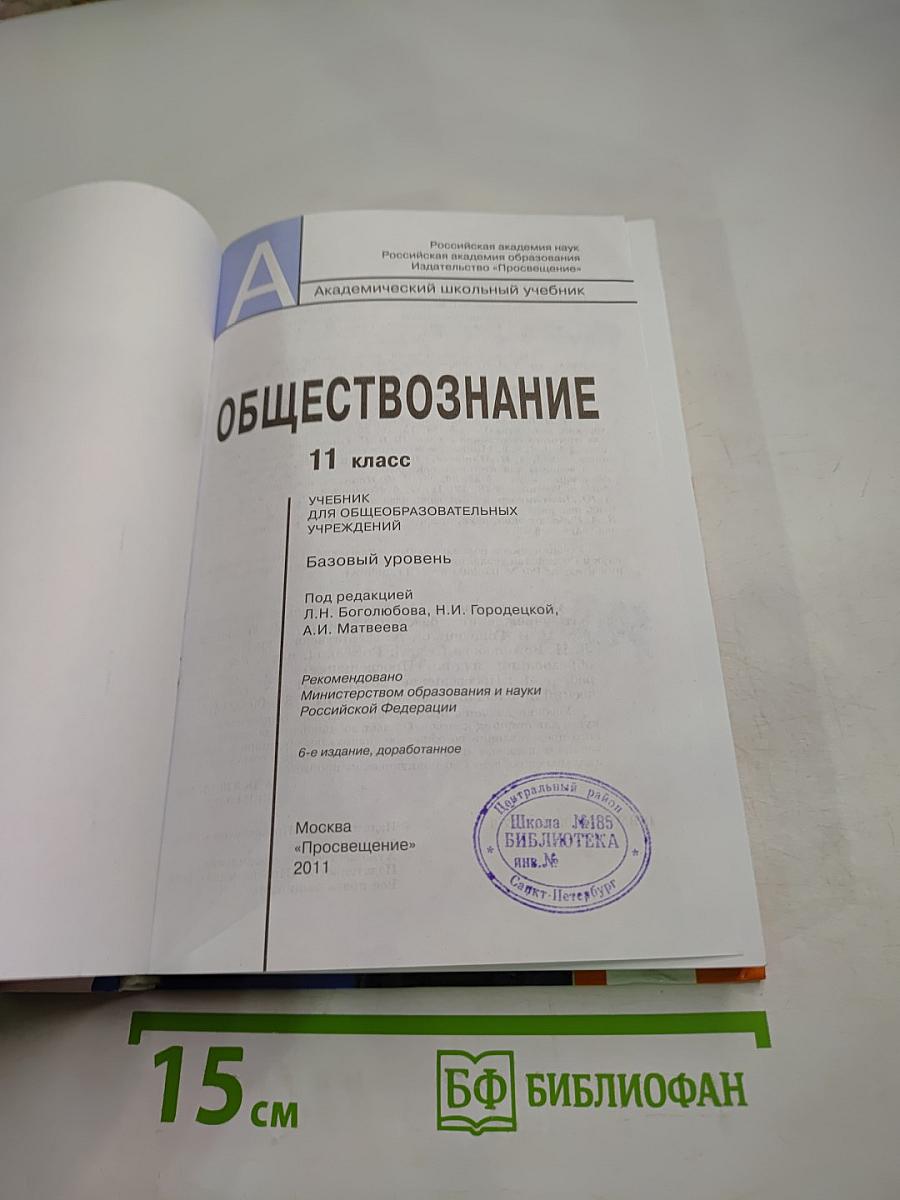 А
Российская академия наук
Российская академия образования
Издательство «Просвещение»
Академический школьный учебник
ОБЩЕСТВОЗНАНИЕ
11 класс
УЧЕБНИК
ДЛЯ ОБЩЕОБРАЗОВАТЕЛЬНЫХ
УЧРЕЖДЕНИЙ
Базовый уровень
Под редакцией
Л.Н. Боголюбова, Н.И. Городецкой,
А.И. Матвеева
Рекомендовано
Министерством образования и науки
Российской Федерации
6-е издание, доработанное
Москва
«Просвещение»
2011
Центральный район
Школа №185
БИБЛИОТЕКА
инв.№
Санкт-Петербург
15 см
БФ БИБЛИОФАН